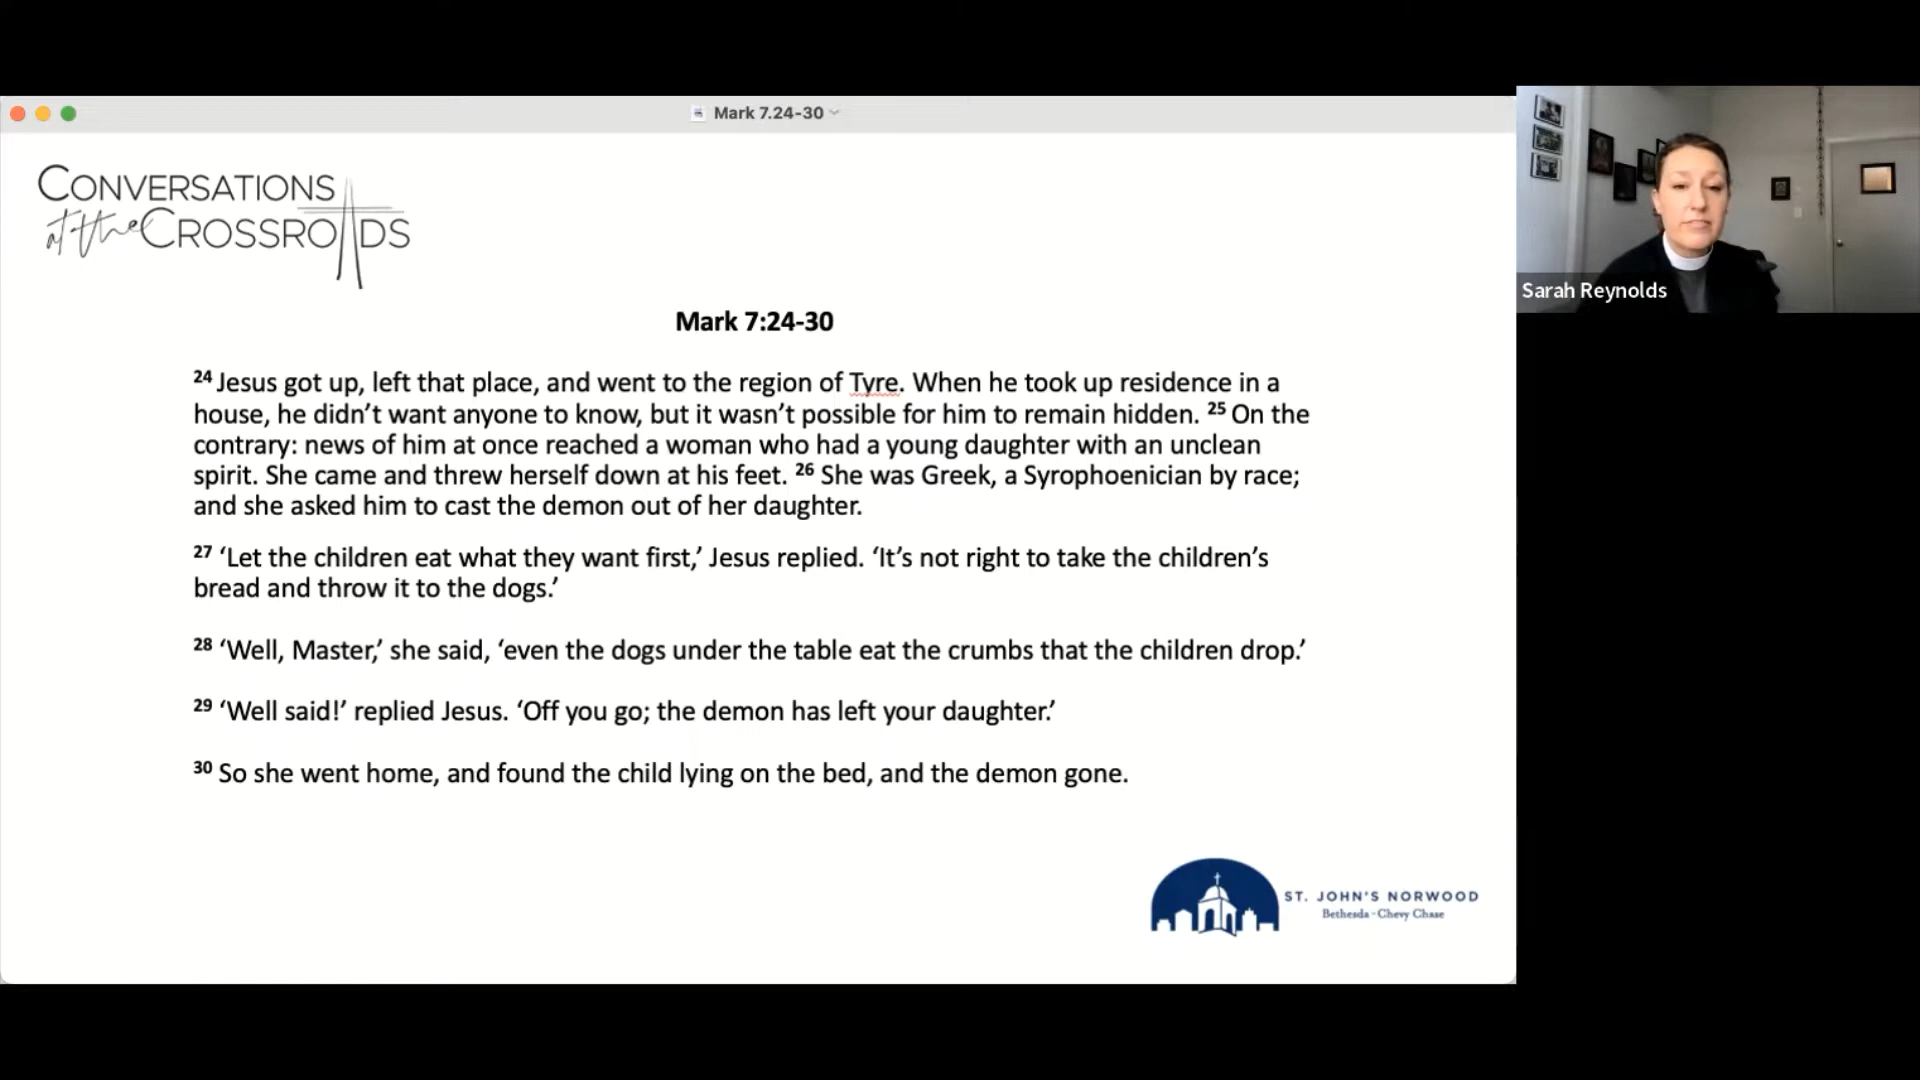 Mark 7.24-30
CONVERSATIONS
at the CROSSROADS
Sarah Reynolds
Mark 7:24-30
24 Jesus got up, left that place, and went to the region of Tyre. When he took up residence in a
house, he didn’t want anyone to know, but it wasn’t possible for him to remain hidden. 25 On the
contrary: news of him at once reached a woman who had a young daughter with an unclean
spirit. She came and threw herself down at his feet. 26 She was Greek, a Syrophoenician by race;
and she asked him to cast the demon out of her daughter.
27 ‘Let the children eat what they want first,’ Jesus replied. ‘It’s not right to take the children’s
bread and throw it to the dogs.’
28 ‘Well, Master,’ she said, ‘even the dogs under the table eat the crumbs that the children drop.’
29 ‘Well said!’ replied Jesus. ‘Off you go; the demon has left your daughter.’
30 So she went home, and found the child lying on the bed, and the demon gone.
ST. JOHN'S NORWOOD
Bethesda - Chevy Chase